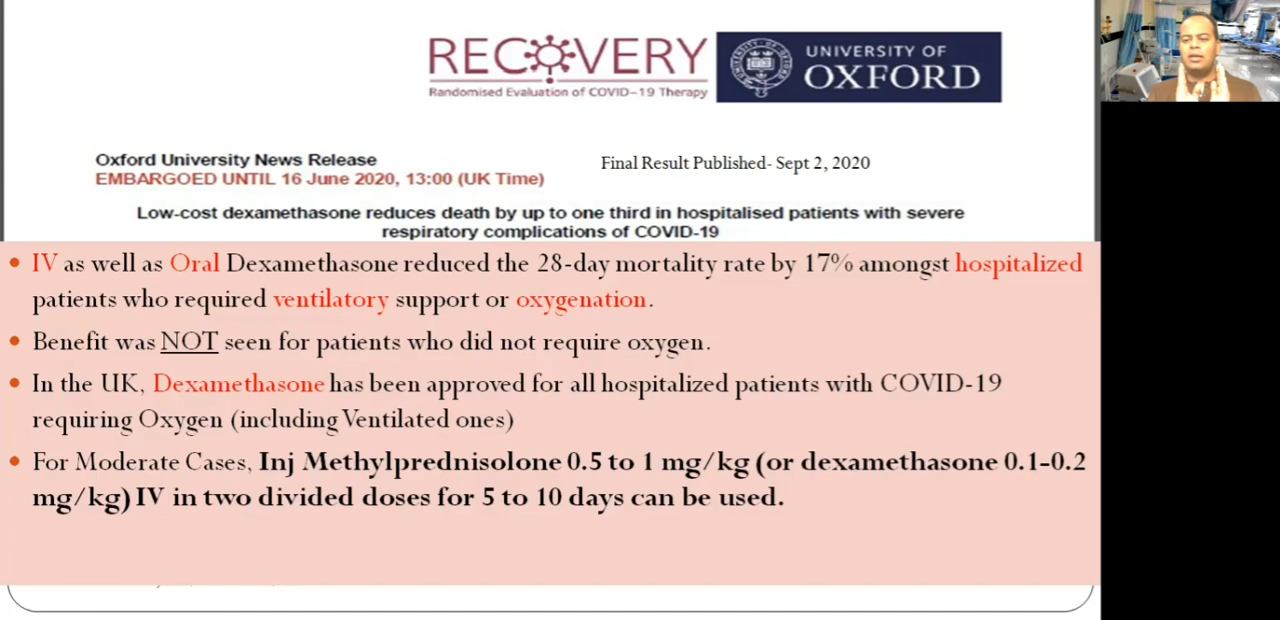 RECOVERY
Randomised Evaluation of COVID-19 Therapy
UNIVERSITY OF
OXFORD
Oxford University News Release
EMBARGOED UNTIL 16 June 2020, 13:00 (UK Time)
Final Result Published- Sept 2, 2020
Low-cost dexamethasone reduces death by up to one third in hospitalised patients with severe
respiratory complications of COVID-19
• IV as well as Oral Dexamethasone reduced the 28-day mortality rate by 17% amongst hospitalized
patients who required ventilatory support or oxygenation.
• Benefit was NOT seen for patients who did not require oxygen.
• In the UK, Dexamethasone has been approved for all hospitalized patients with COVID-19
requiring Oxygen (including Ventilated ones)
• For Moderate Cases, Inj Methylprednisolone 0.5 to 1 mg/kg (or dexamethasone 0.1-0.2
mg/kg) IV in two divided doses for 5 to 10 days can be used.